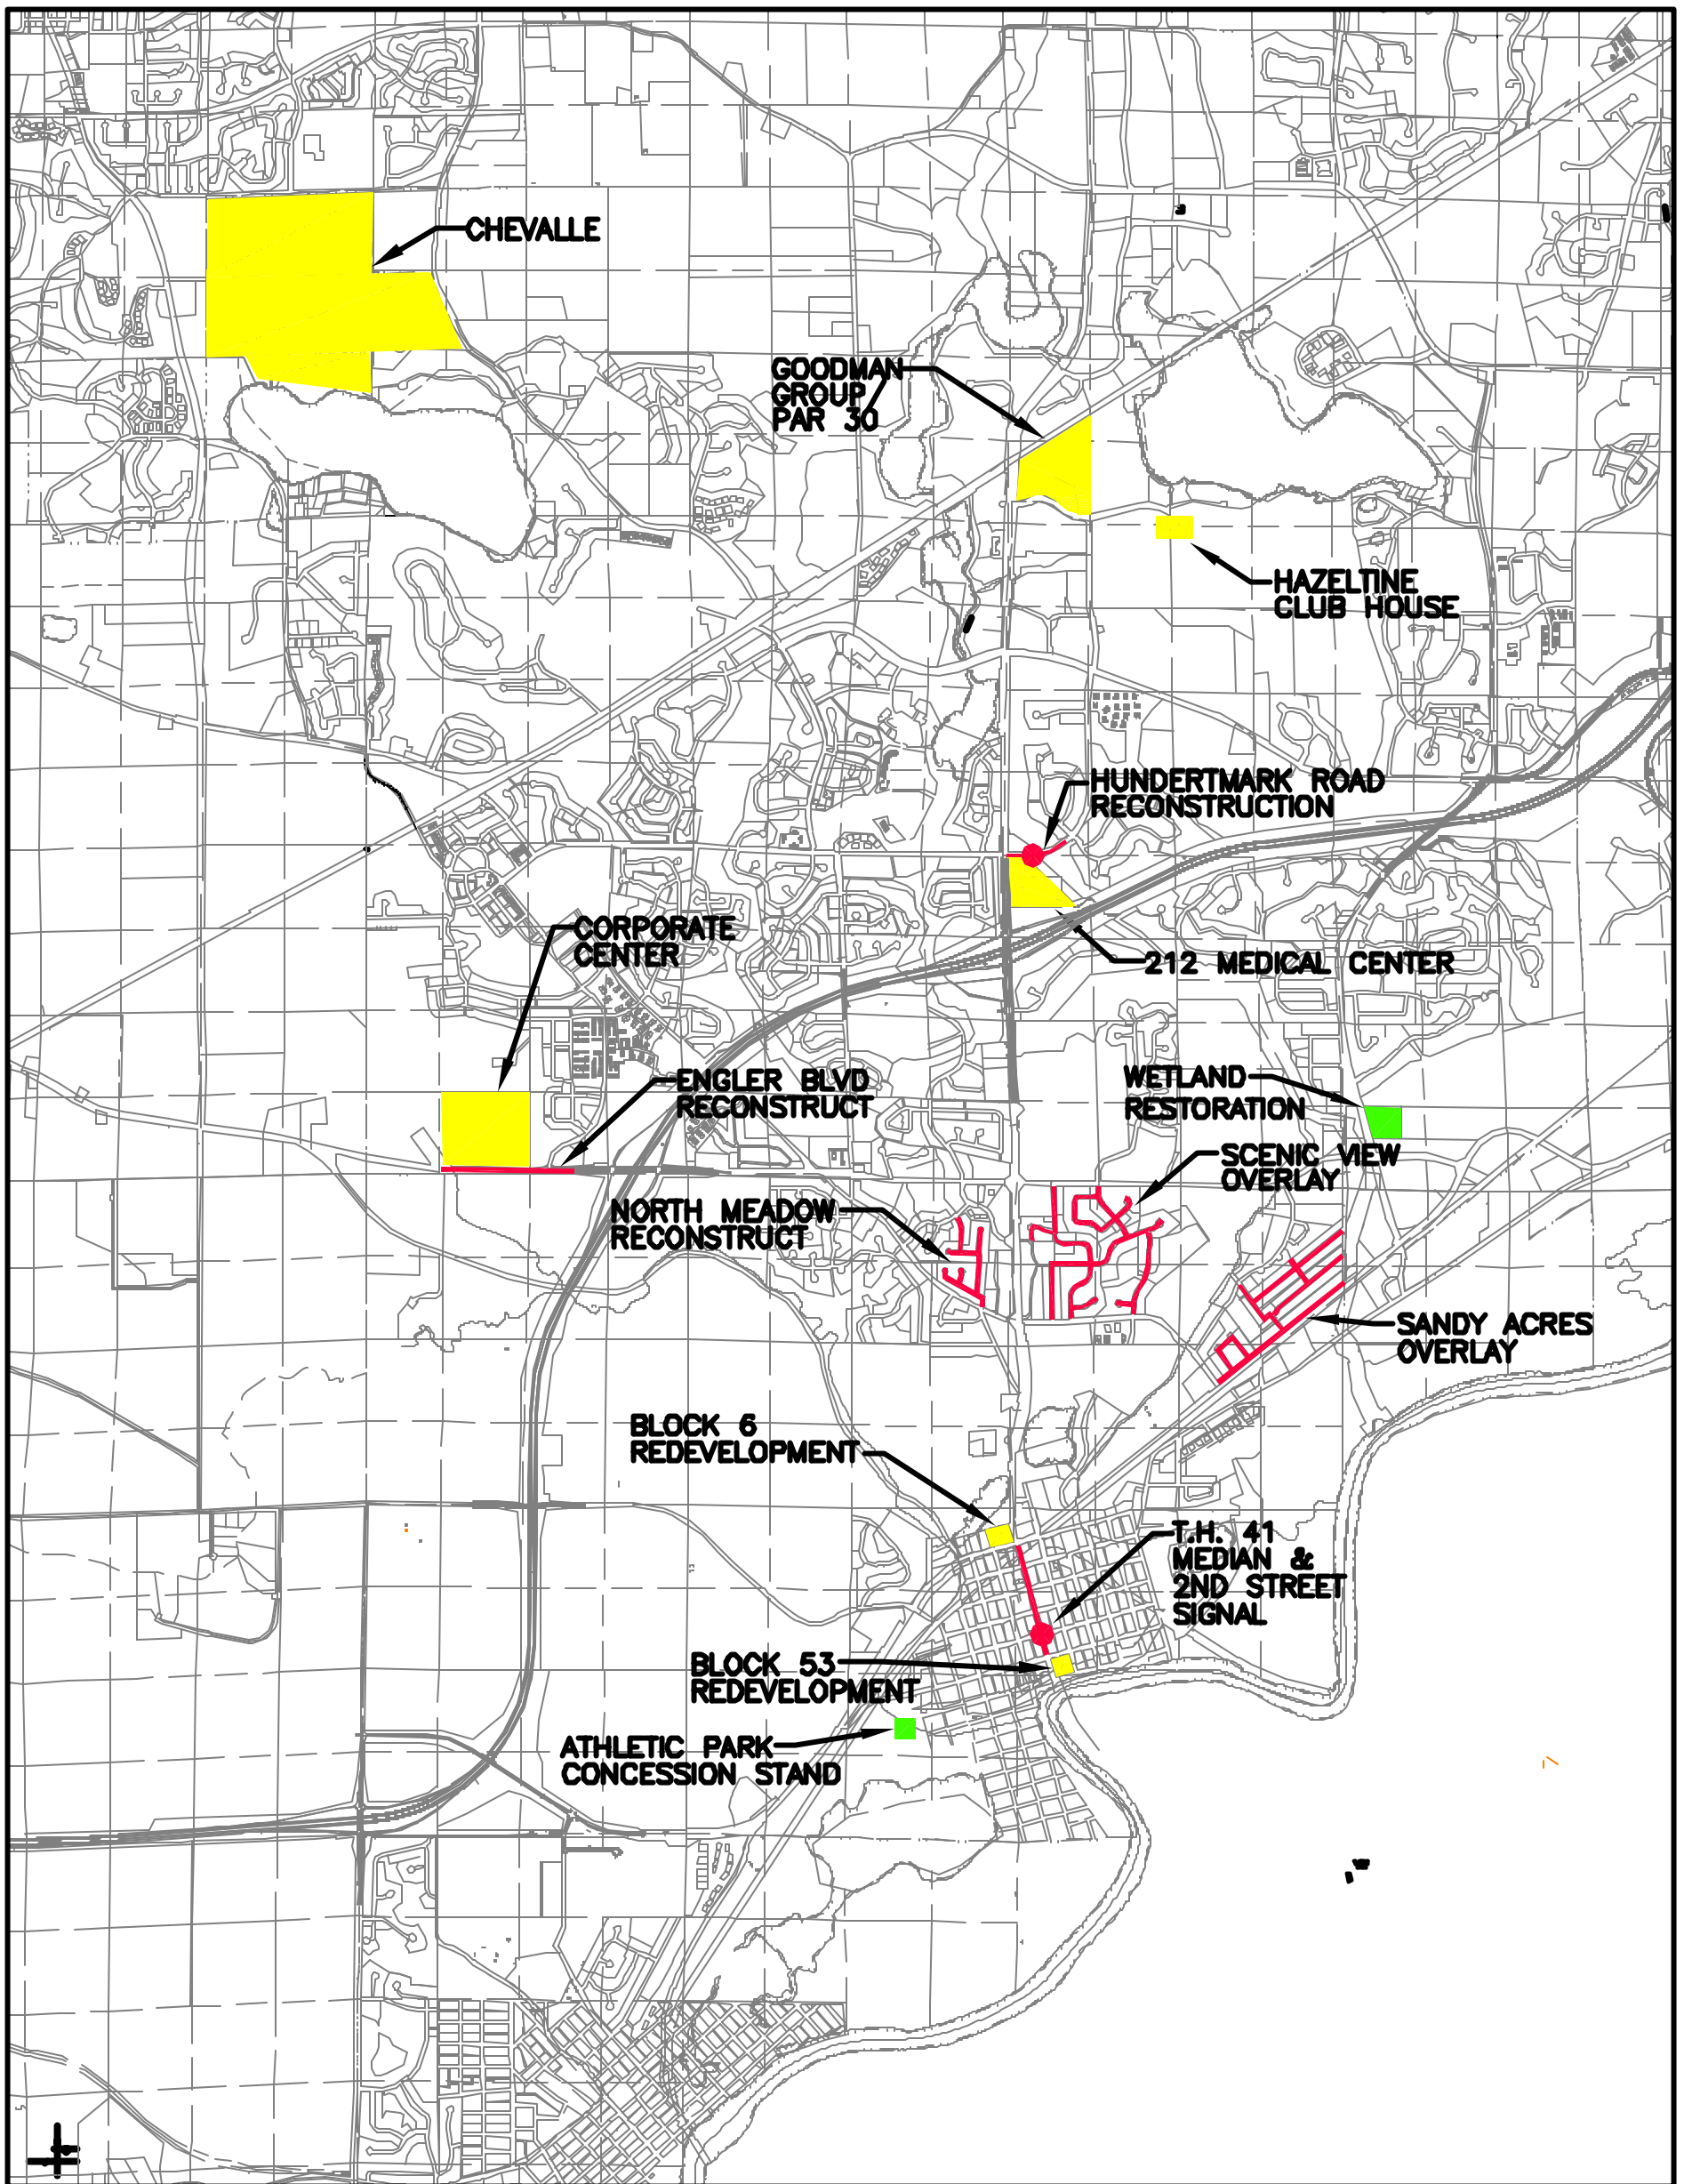 CHEVALLE
GOODMAN
GROUP
PAR 30
HAZELTINE
CLUB HOUSE
HUNDERTMARK ROAD
RECONSTRUCTION
CORPORATE
CENTER
212 MEDICAL CENTER
ENGLER BLVD
RECONSTRUCT
WETLAND
RESTORATION
SCENIC VIEW
OVERLAY
NORTH MEADOW
RECONSTRUCT
SANDY ACRES
OVERLAY
BLOCK 6
REDEVELOPMENT
T.H. 41
MEDIAN &
2ND STREET
SIGNAL
BLOCK 53
REDEVELOPMENT
ATHLETIC PARK
CONCESSION STAND